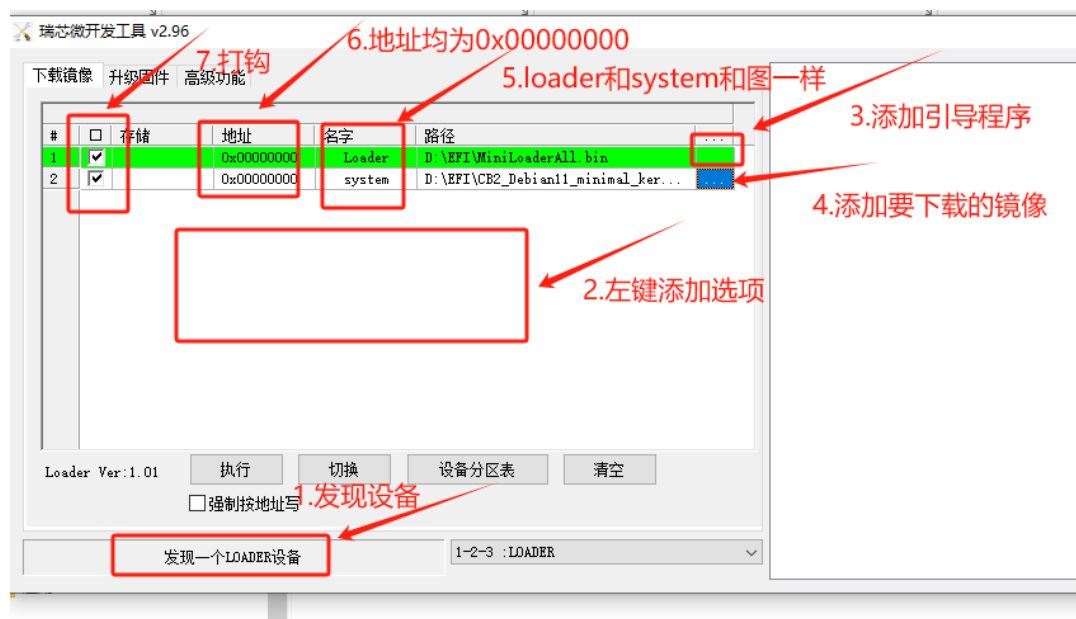 瑞芯微开发工具 v2.96
6.地址均为0x00000000
7.打钩
下载镜像 升级固件 高级功能
5.loader和system和图一样
3.添加引导程序
# 存储 地址 名字 路径 ...
1 0x00000000 Loader D:\EFI\MiniLoaderAll.bin
2 0x00000000 system D:\EFI\CB2_Debian11_minimal_ker... ...
4.添加要下载的镜像
2.左键添加选项
Loader Ver:1.01 执行 切换 设备分区表 清空
强制按地址写
1.发现设备
发现一个LOADER设备 1-2-3 :LOADER